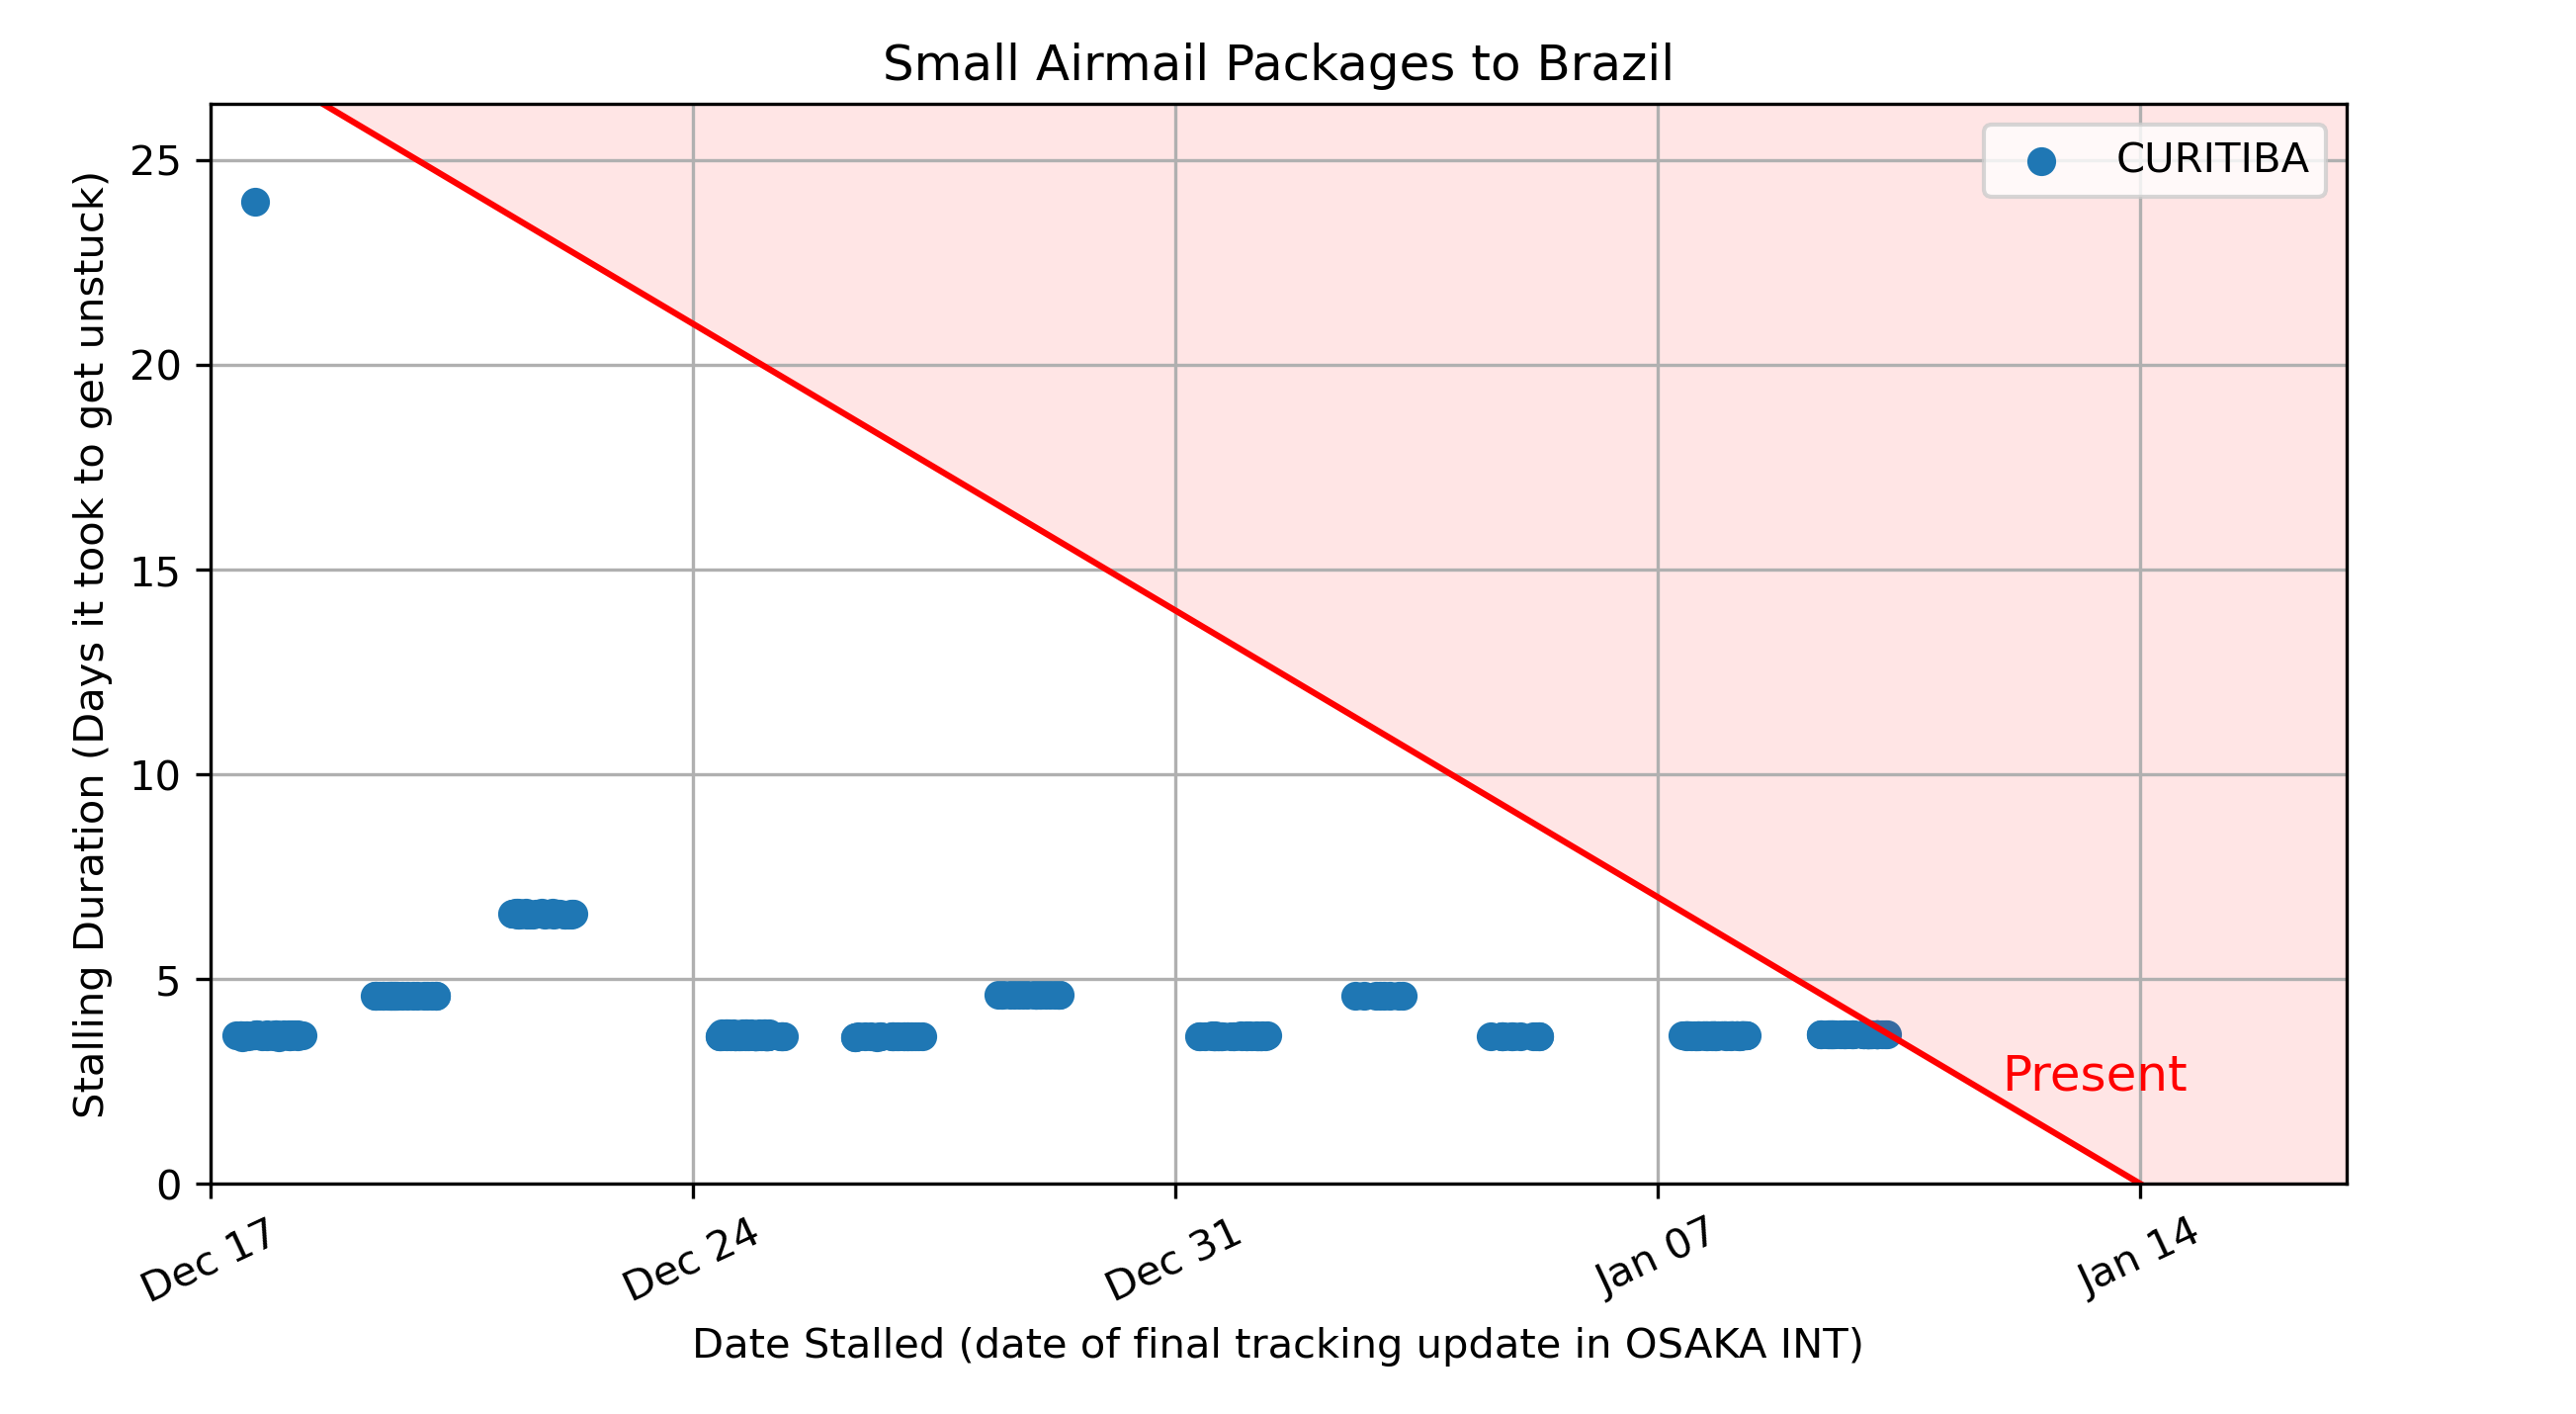 Small Airmail Packages to Brazil
CURITIBA
Stalling Duration (Days it took to get unstuck)
25
20
15
10
5
0
Present
Dec 17
Dec 24
Dec 31
Jan 07
Jan 14
Date Stalled (date of final tracking update in OSAKA INT)